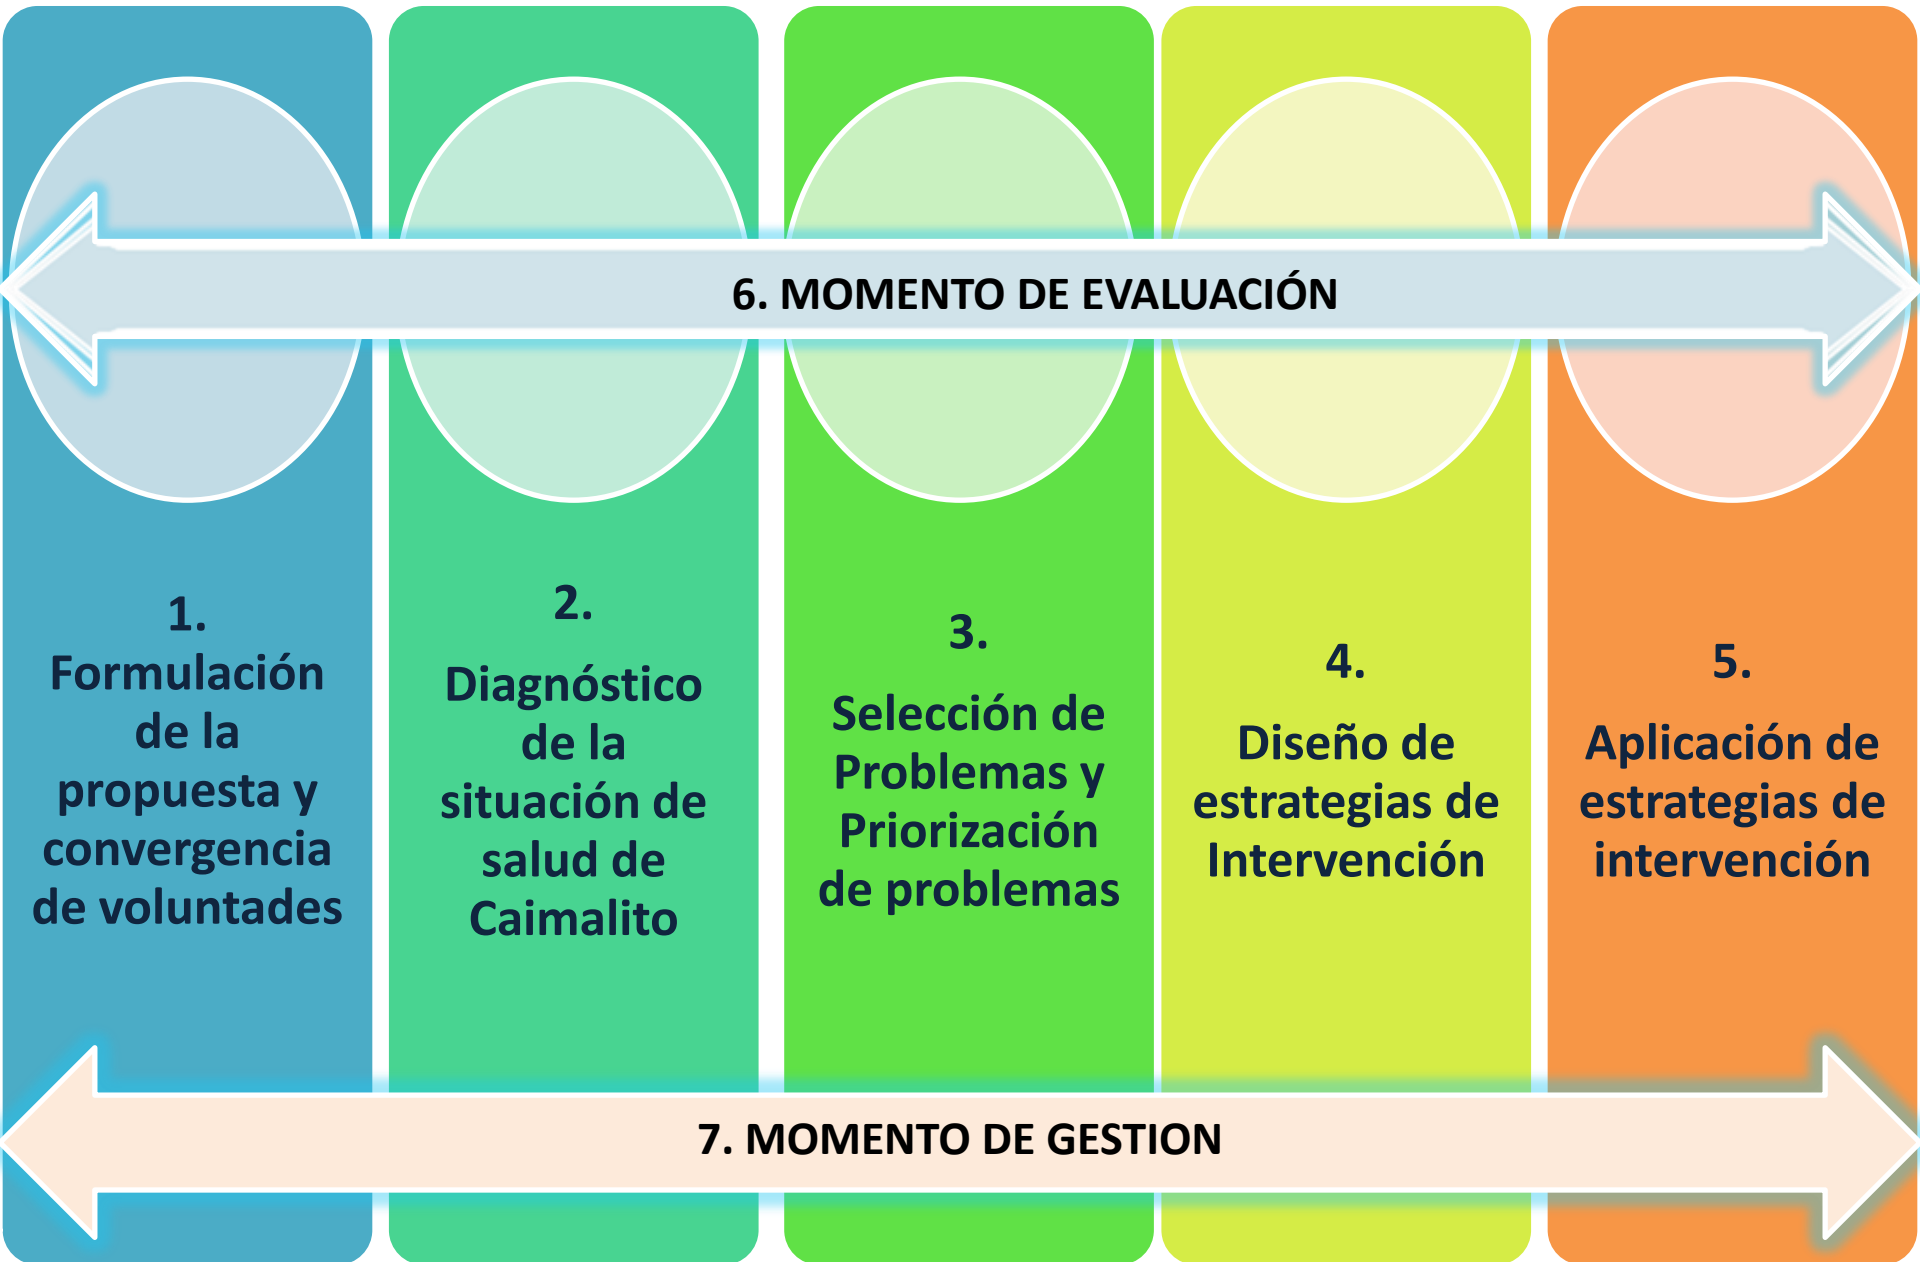 6. MOMENTO DE EVALUACIÓN
1.
Formulación
de la
propuesta y
convergencia
de voluntades
2.
Diagnóstico
de la
situación de
salud de
Caimalito
3.
Selección de
Problemas y
Priorización
de problemas
4.
Diseño de
estrategias de
Intervención
5.
Aplicación de
estrategias de
intervención
7. MOMENTO DE GESTION